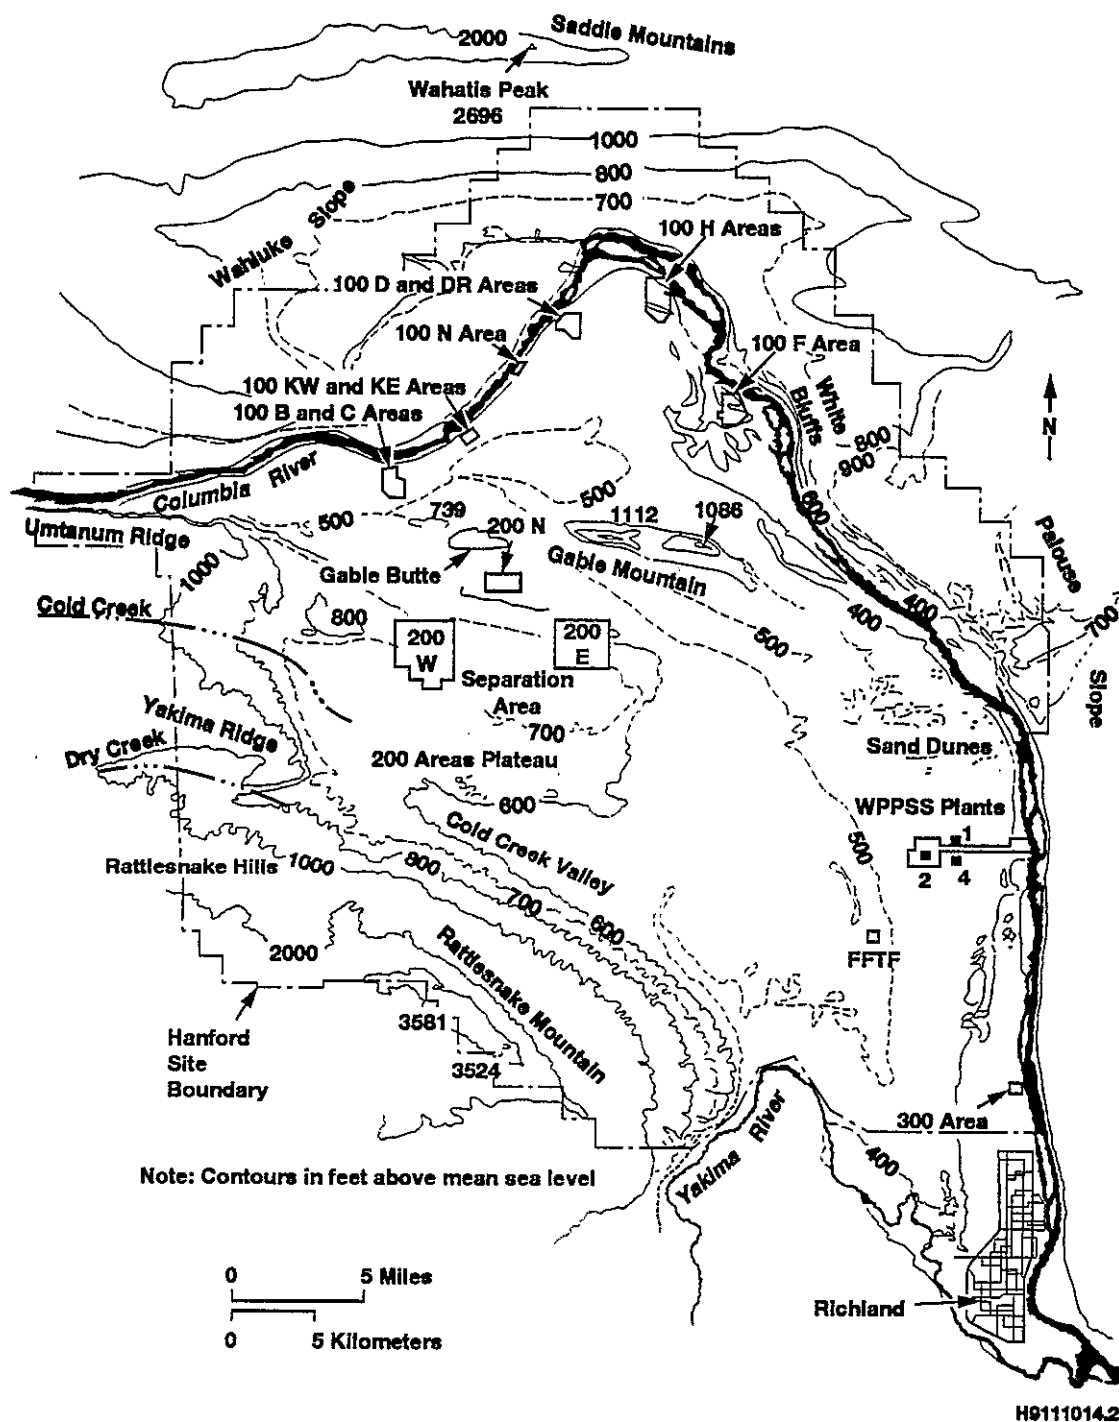 Saddle Mountains
2000
Wahatis Peak
2696
1000
800
700
Wahluke Slope
100 H Areas
100 D and DR Areas
100 N Area
100 F Area
100 KW and KE Areas
100 B and C Areas
White
Bluffs
800
900
N
Columbia River
500
739
500
1112
1086
600
Umtanum Ridge
200 N
Palouse
Slope
1000
Gable Butte
Gable Mountain
Cold Creek
400
400
700
800
200
W
200
E
500
Separation
Area
Yakima Ridge
700
Dry Creek
Sand Dunes
200 Areas Plateau
600
WPPSS Plants
Cold Creek Valley
1
2
4
500
Rattlesnake Hills
1000
800
700
600
2000
Rattlesnake Mountain
FFTF
3581
3524
Hanford
Site
Boundary
300 Area
Yakima River
400
Note: Contours in feet above mean sea level
0
5 Miles
0
5 Kilometers
Richland
H9111014.2